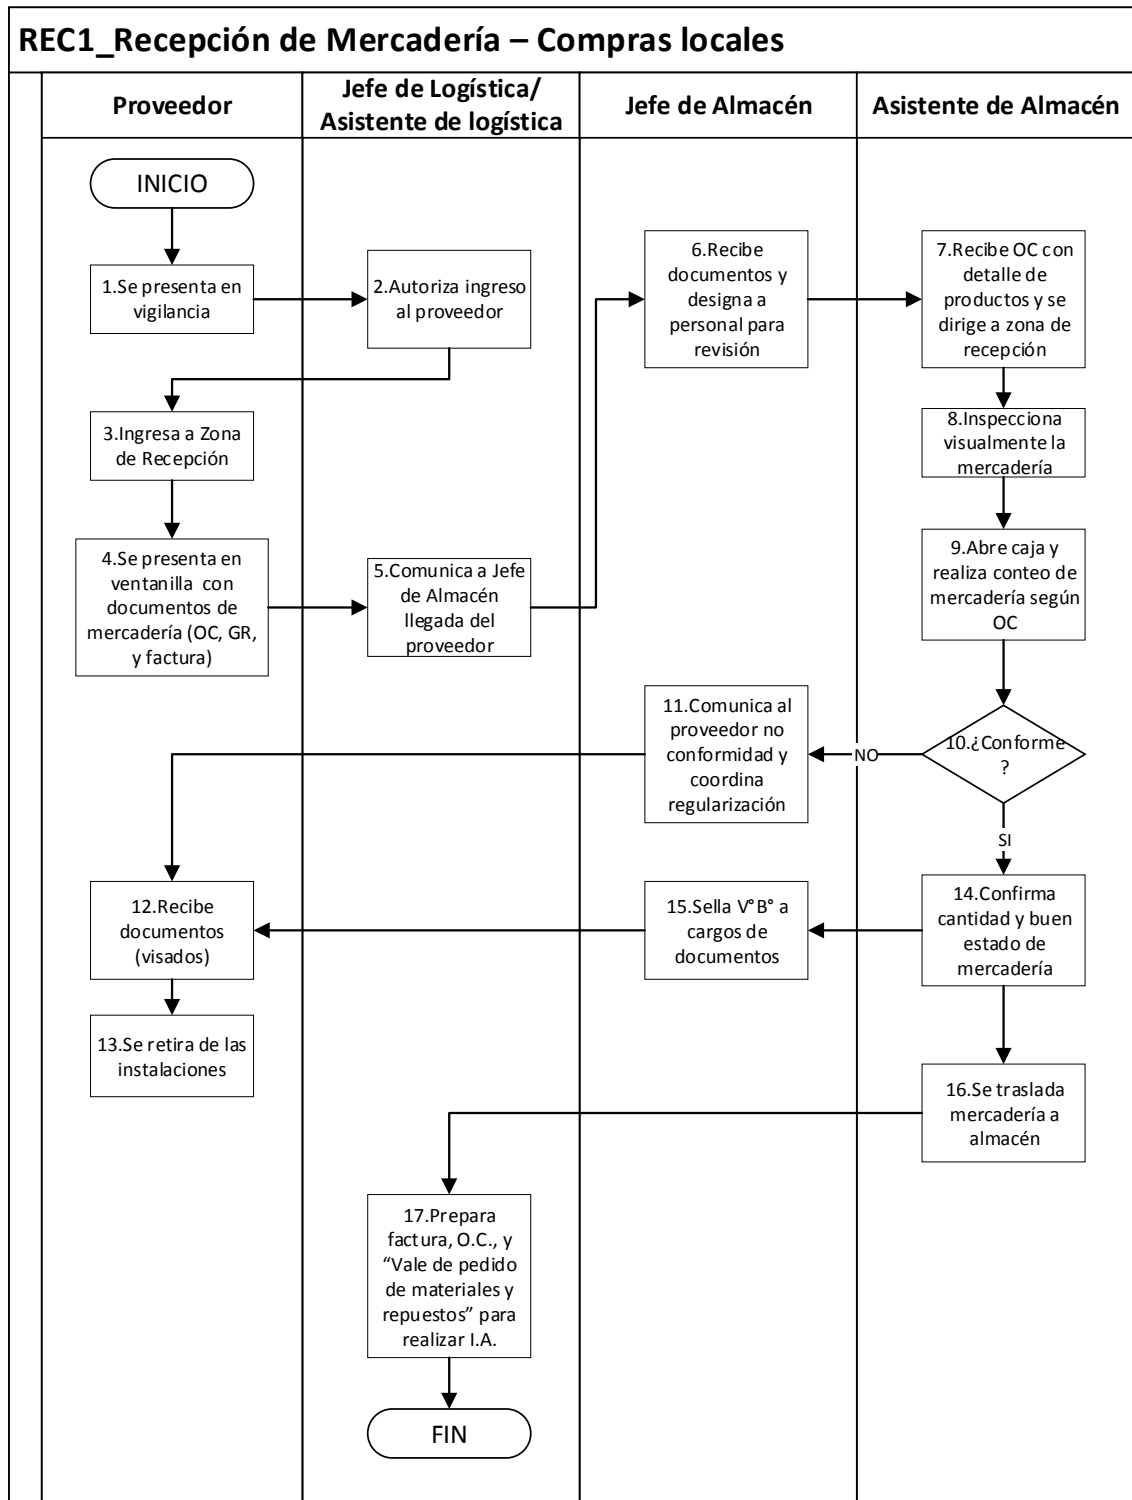 REC1_Recepción de Mercadería – Compras locales
Proveedor
Jefe de Logística/
Asistente de logística
Jefe de Almacén
Asistente de Almacén
INICIO
1.Se presenta en
vigilancia
2.Autoriza ingreso
al proveedor
3.Ingresa a Zona
de Recepción
4.Se presenta en
ventanilla con
documentos de
mercadería (OC, GR,
y factura)
5.Comunica a Jefe
de Almacén
llegada del
proveedor
6.Recibe
documentos y
designa a
personal para
revisión
7.Recibe OC con
detalle de
productos y se
dirige a zona de
recepción
8.Inspecciona
visualmente la
mercadería
9.Abre caja y
realiza conteo de
mercadería según
OC
10.¿Conforme
?
NO
SI
11.Comunica al
proveedor no
conformidad y
coordina
regularización
12.Recibe
documentos
(visados)
13.Se retira de las
instalaciones
14.Confirma
cantidad y buen
estado de
mercadería
15.Sella V°B° a
cargos de
documentos
16.Se traslada
mercadería a
almacén
17.Prepara
factura, O.C., y
“Vale de pedido
de materiales y
repuestos” para
realizar I.A.
FIN